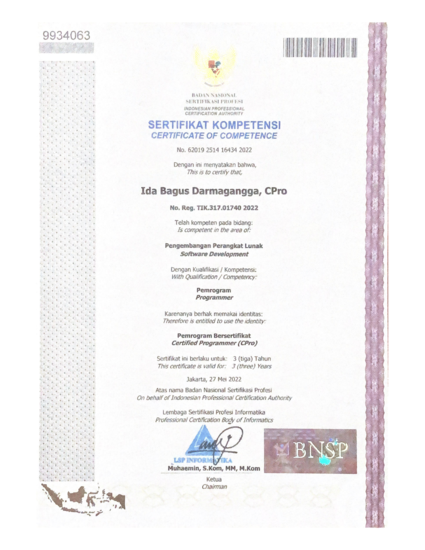 9934063
BADAN NASIONAL
SERTIFIKASI PROFESI
INDONESIAN PROFESSIONAL
CERTIFICATION AUTHORITY
SERTIFIKAT KOMPETENSI
CERTIFICATE OF COMPETENCE
No. 62019 2514 16434 2022
Dengan ini menyatakan bahwa,
This is to certify that,
Ida Bagus Darmagangga, CPro
No. Reg. TIK.317.01740 2022
Telah kompeten pada bidang:
Is competent in the area of:
Pengembangan Perangkat Lunak
Software Development
Dengan Kualifikasi / Kompetensi:
With Qualification / Competency:
Pemrogram
Programmer
Karenanya berhak memakai identitas:
Therefore is entitled to use the identity:
Pemrogram Bersertifikat
Certified Programmer (CPro)
Sertifikat ini berlaku untuk: 3 (tiga) Tahun
This certificate is valid for: 3 (three) Years
Jakarta, 27 Mei 2022
Atas nama Badan Nasional Sertifikasi Profesi
On behalf of Indonesian Professional Certification Authority
Lembaga Sertifikasi Profesi Informatika
Professional Certification Body of Informatics
LSP INFORMATIKA
BNSP
Muhaemin, S.Kom, MM, M.Kom
Ketua
Chairman